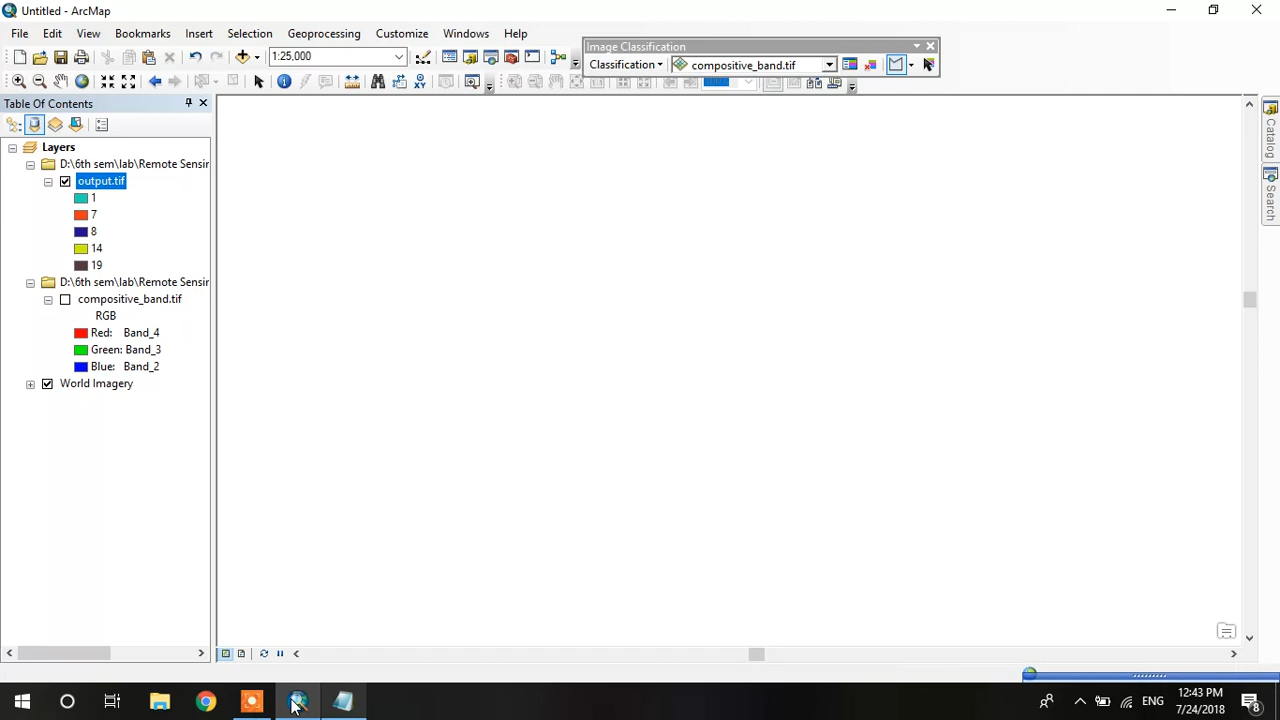 Untitled - ArcMap
File Edit View Bookmarks Insert Selection Geoprocessing Customize Windows Help
Image Classification
1:25,000
Classification compositive_band.tif
Table Of Contents
Layers
D:\6th sem\lab\Remote Sensir
output.tif
1
7
8
14
19
D:\6th sem\lab\Remote Sensir
compositive_band.tif
RGB
Red: Band_4
Green: Band_3
Blue: Band_2
World Imagery
Catalog
Search
ENG
12:43 PM
7/24/2018
8